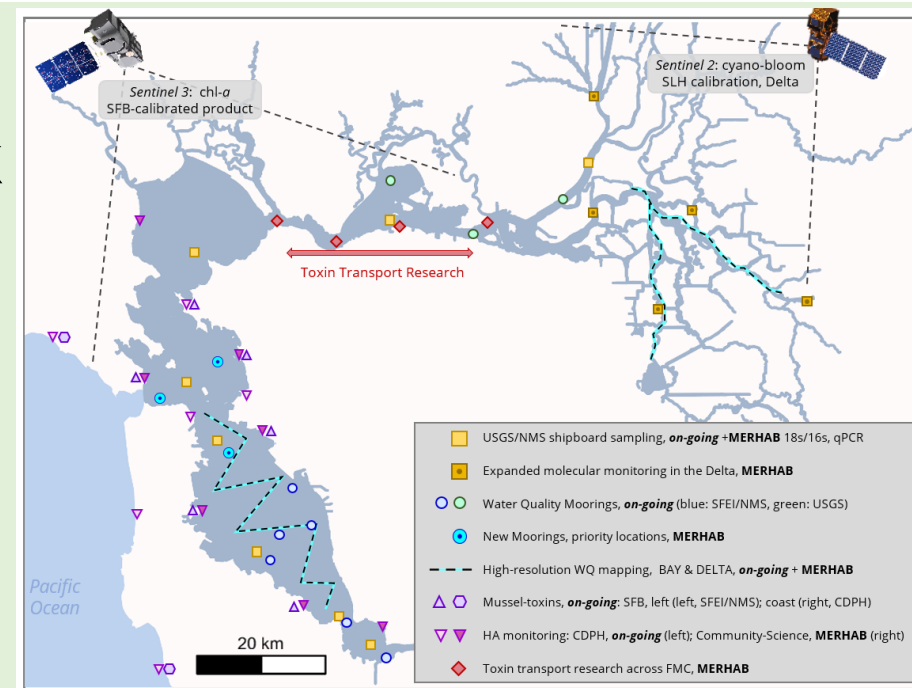 Sentinel 3: chl-a
SFB-calibrated product
Sentinel 2: cyano-bloom
SLH calibration, Delta
Toxin Transport Research
Pacific
Ocean
20 km
USGS/NMS shipboard sampling, on-going +MERHAB 18s/16s, qPCR
Expanded molecular monitoring in the Delta, MERHAB
Water Quality Moorings, on-going (blue: SFEI/NMS, green: USGS)
New Moorings, priority locations, MERHAB
High-resolution WQ mapping, BAY & DELTA, on-going + MERHAB
Mussel-toxins, on-going: SFB, left (left, SFEI/NMS); coast (right, CDPH)
HA monitoring: CDPH, on-going (left); Community-Science, MERHAB (right)
Toxin transport research across FMC, MERHAB